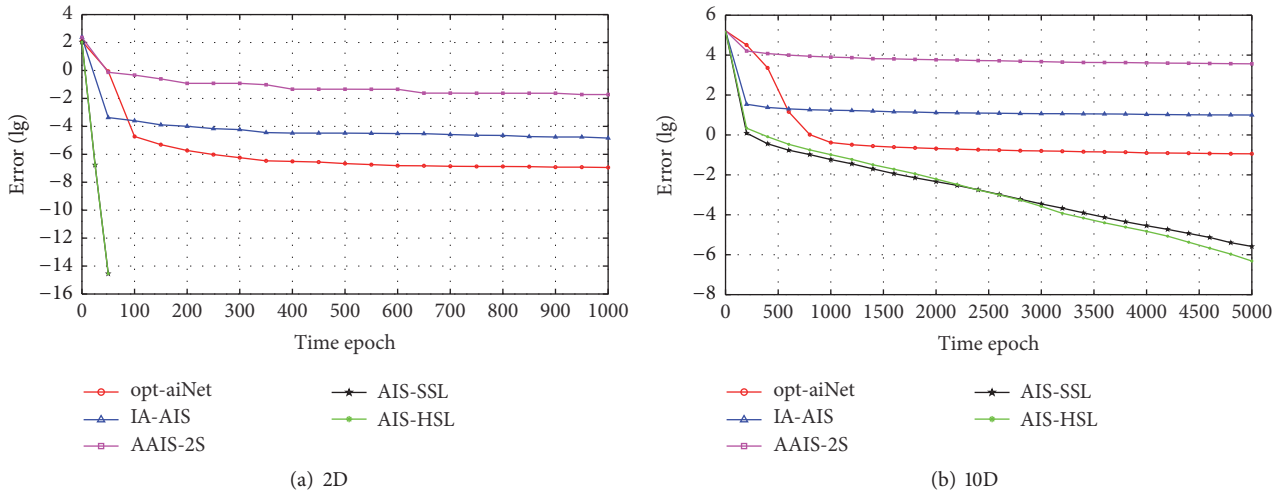 4
2
0
−2
−4
−6
−8
−10
−12
−14
−16
Error (lg)
0 100 200 300 400 500 600 700 800 900 1000
Time epoch
opt-aiNet
IA-AIS
AAIS-2S
AIS-SSL
AIS-HSL
(a) 2D
6
4
2
0
−2
−4
−6
−8
Error (lg)
0 500 1000 1500 2000 2500 3000 3500 4000 4500 5000
Time epoch
opt-aiNet
IA-AIS
AAIS-2S
AIS-SSL
AIS-HSL
(b) 10D